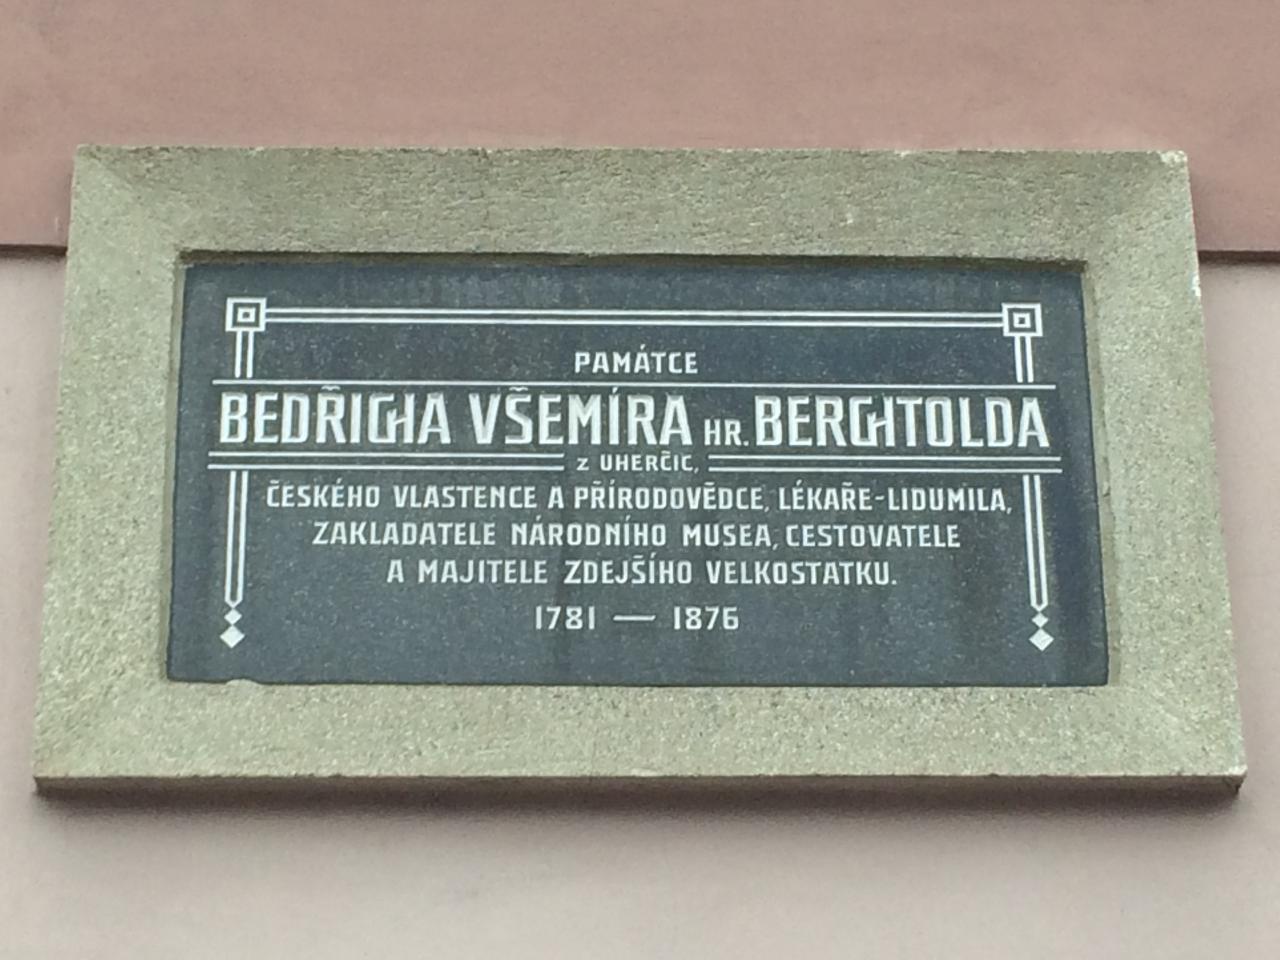 PAMÁTCE
BEDŘICHA VŠEMÍRA HR. BERCHTOLDA
Z UHERČIC,
ČESKÉHO VLASTENCE A PŘÍRODOVĚDCE, LÉKAŘE-LIDUMILA,
ZAKLADATELE NÁRODNÍHO MUSEA, CESTOVATELE
A MAJITELE ZDEJŠÍHO VELKOSTATKU.
1781 — 1876